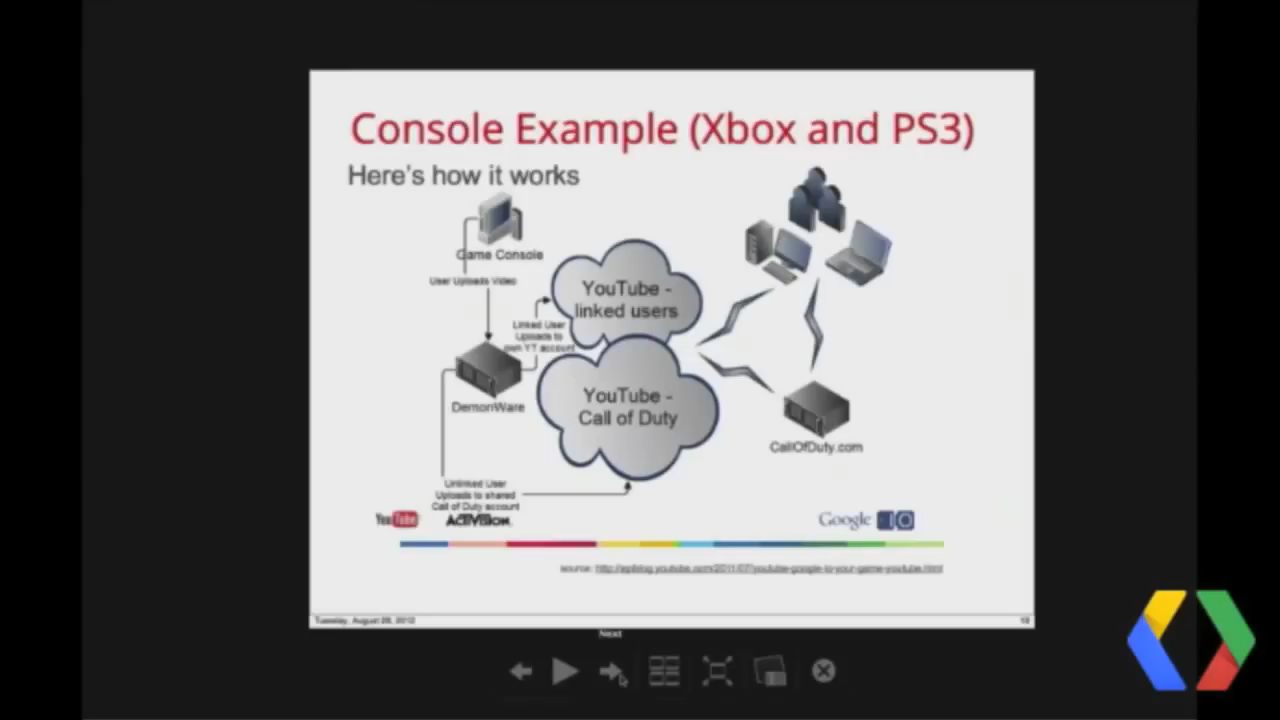 Console Example (Xbox and PS3)
Here's how it works
Game Console
User Uploads Video
YouTube -
linked users
Linked User
Uploads to
own YT account
DemonWare
YouTube -
Call of Duty
CallOfDuty.com
Unlinked User
Uploads to shared
Call of Duty account
YouTube
ACTIVISION
Google IO
source: http://apiblog.youtube.com/2011/07/youtube-google-to-your-game-youtube.html
Tuesday, August 28, 2012
Next